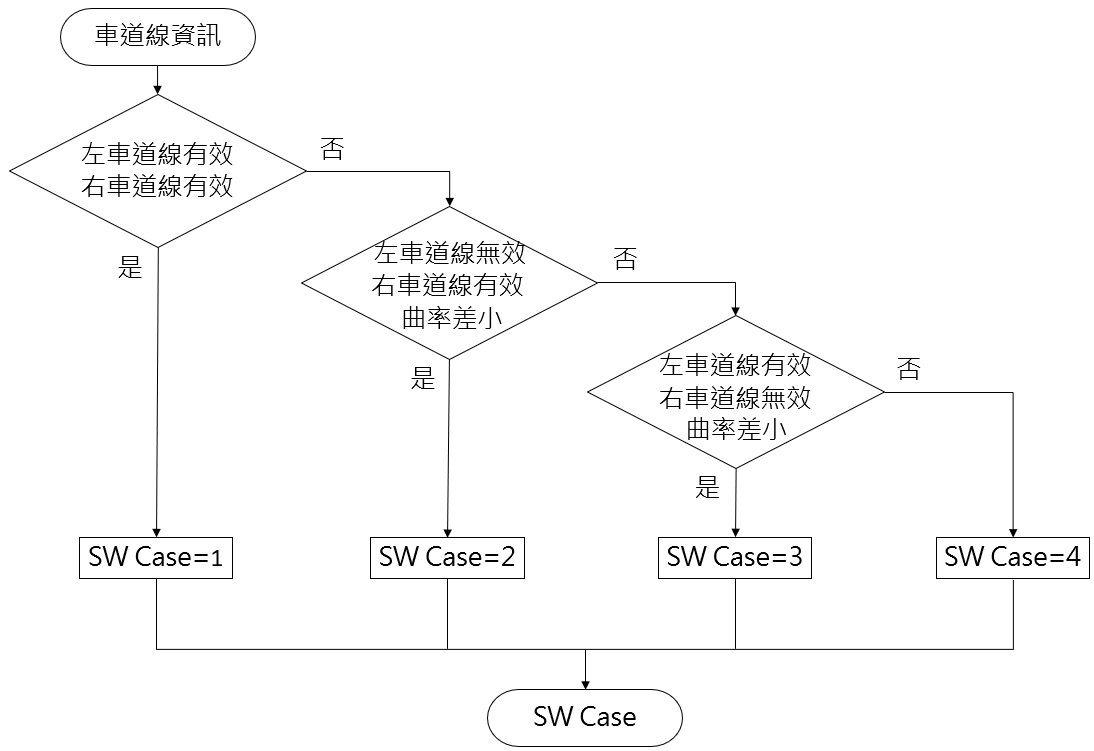 車道線資訊
左車道線有效
右車道線有效
否
是
左車道線無效
右車道線有效
曲率差小
否
是
左車道線有效
右車道線無效
曲率差小
否
是
SW Case=1
SW Case=2
SW Case=3
SW Case=4
SW Case